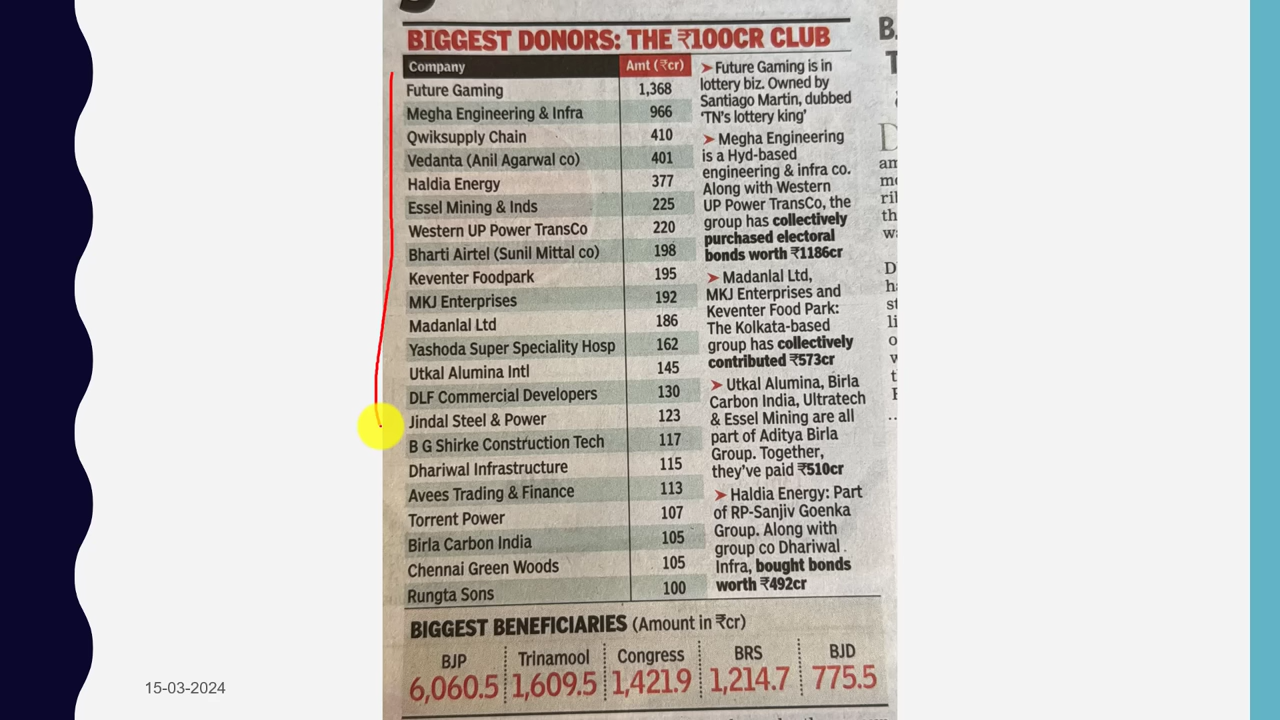 BIGGEST DONORS: THE ₹100CR CLUB
Company Amt (₹cr)
Future Gaming 1,368
Megha Engineering & Infra 966
Qwiksupply Chain 410
Vedanta (Anil Agarwal co) 401
Haldia Energy 377
Essel Mining & Inds 225
Western UP Power TransCo 220
Bharti Airtel (Sunil Mittal co) 198
Keventer Foodpark 195
MKJ Enterprises 192
Madanlal Ltd 186
Yashoda Super Speciality Hosp 162
Utkal Alumina Intl 145
DLF Commercial Developers 130
Jindal Steel & Power 123
B G Shirke Construction Tech 117
Dhariwal Infrastructure 115
Avees Trading & Finance 113
Torrent Power 107
Birla Carbon India 105
Chennai Green Woods 105
Rungta Sons 100
➤ Future Gaming is in
lottery biz. Owned by
Santiago Martin, dubbed
‘TN’s lottery king’
➤ Megha Engineering
is a Hyd-based
engineering & infra co.
Along with Western
UP Power TransCo, the
group has collectively
purchased electoral
bonds worth ₹1186cr
➤ Madanlal Ltd,
MKJ Enterprises and
Keventer Food Park:
The Kolkata-based
group has collectively
contributed ₹573cr
➤ Utkal Alumina, Birla
Carbon India, Ultratech
& Essel Mining are all
part of Aditya Birla
Group. Together,
they’ve paid ₹510cr
➤ Haldia Energy: Part
of RP-Sanjiv Goenka
Group. Along with
group co Dhariwal
Infra, bought bonds
worth ₹492cr
BIGGEST BENEFICIARIES (Amount in ₹cr)
BJP Trinamool Congress BRS BJD
6,060.5 1,609.5 1,421.9 1,214.7 775.5
15-03-2024